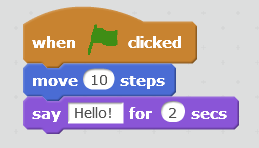 when clicked
move 10 steps
say Hello! for 2 secs